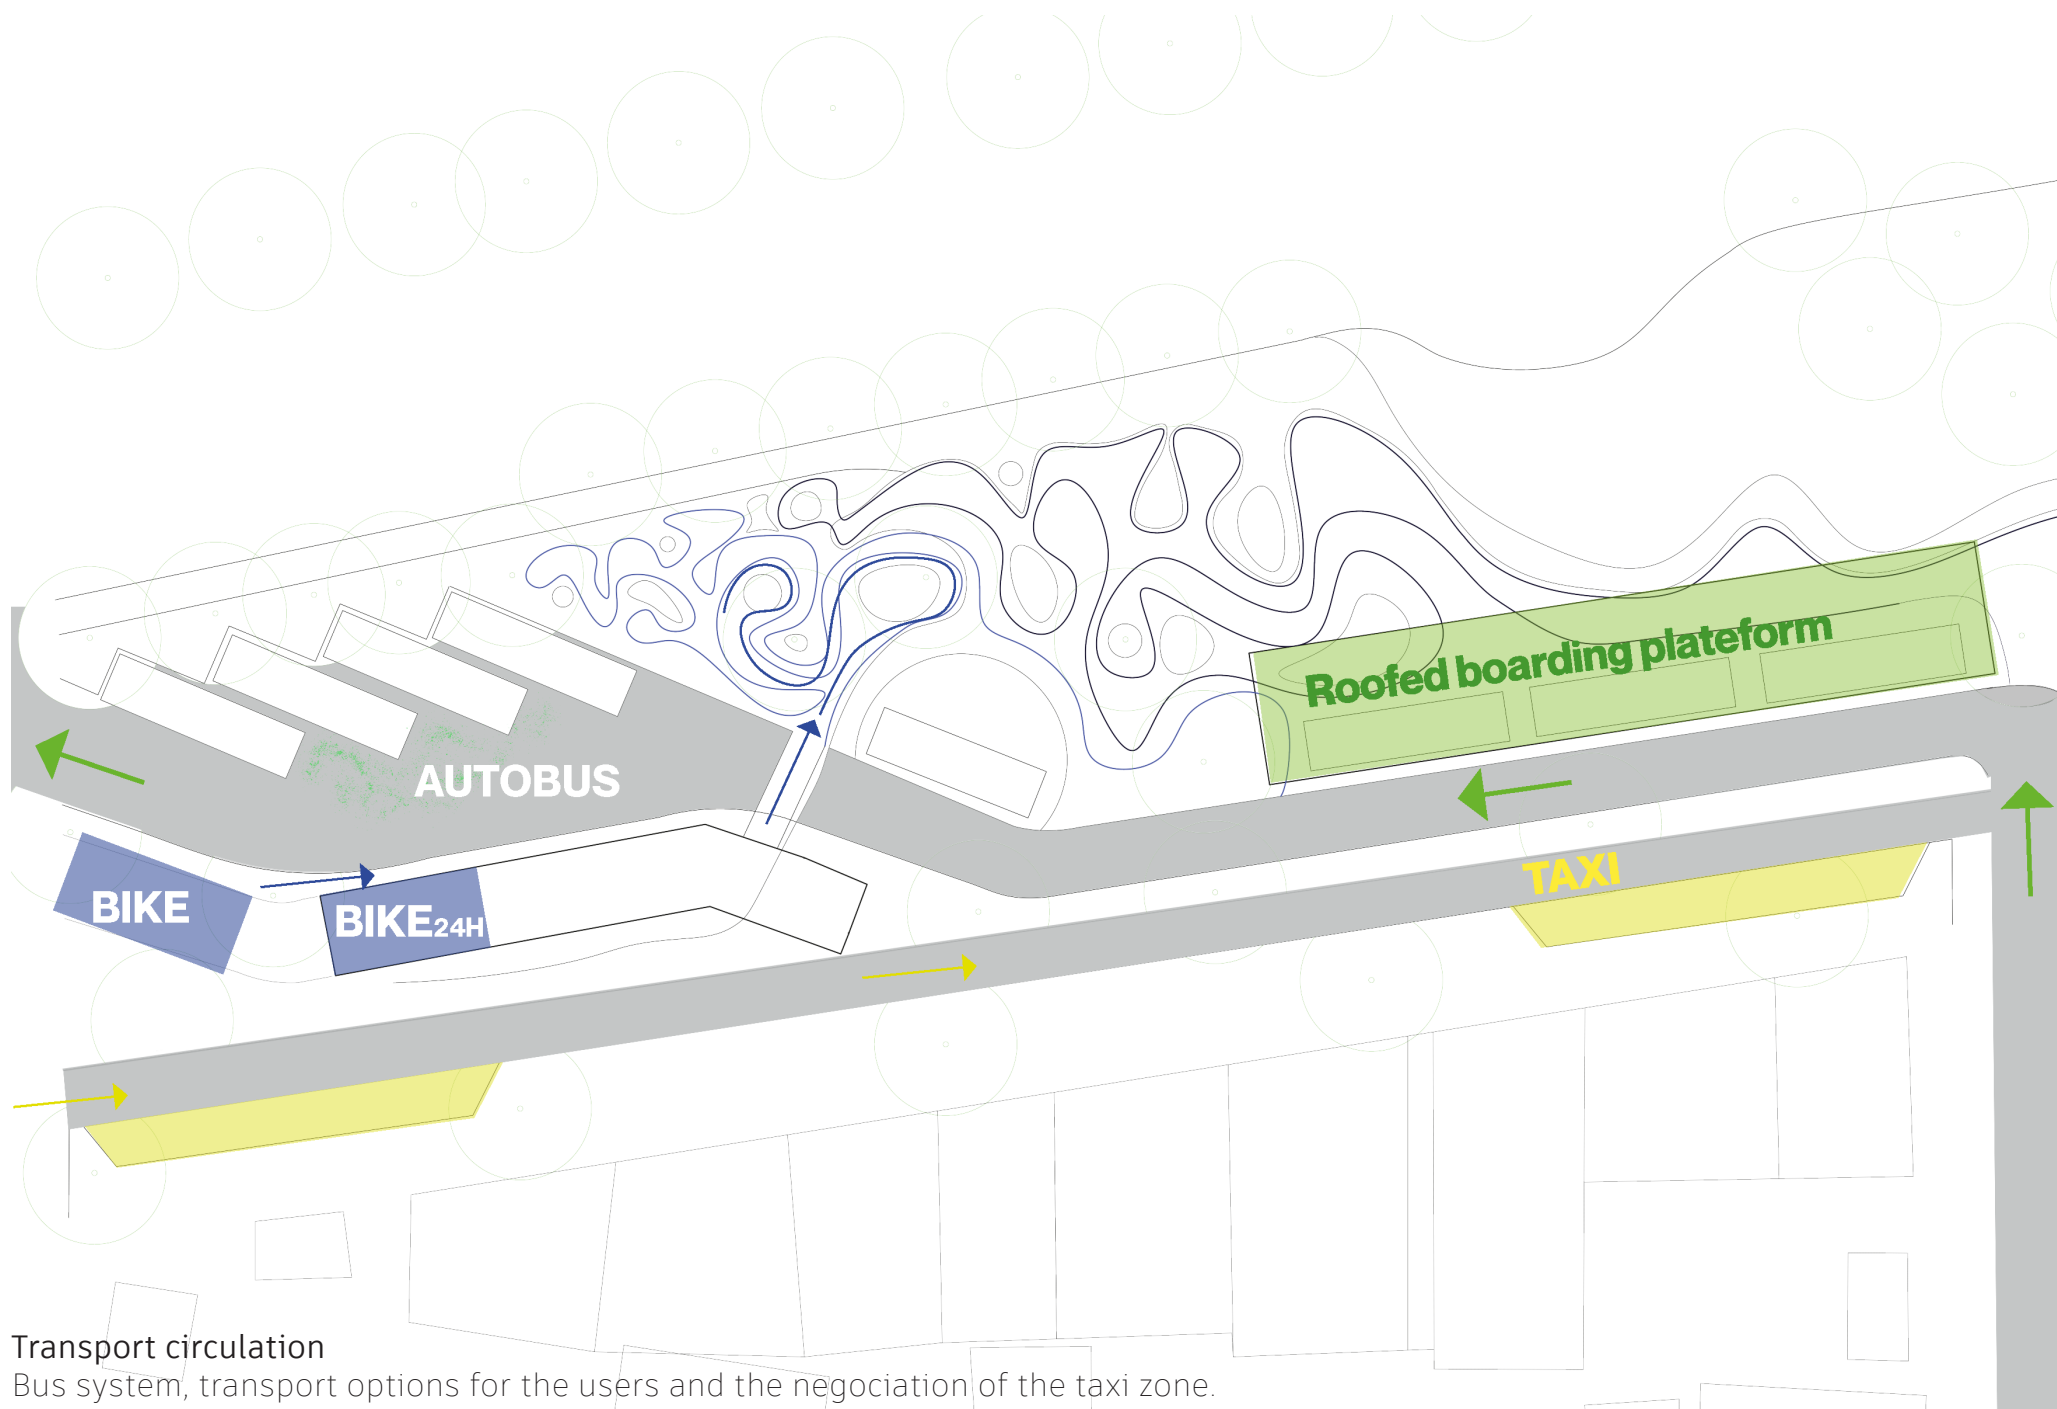 Roofed boarding plateform
AUTOBUS
TAXI
BIKE
BIKE24H
Transport circulation
Bus system, transport options for the users and the negociation of the taxi zone.